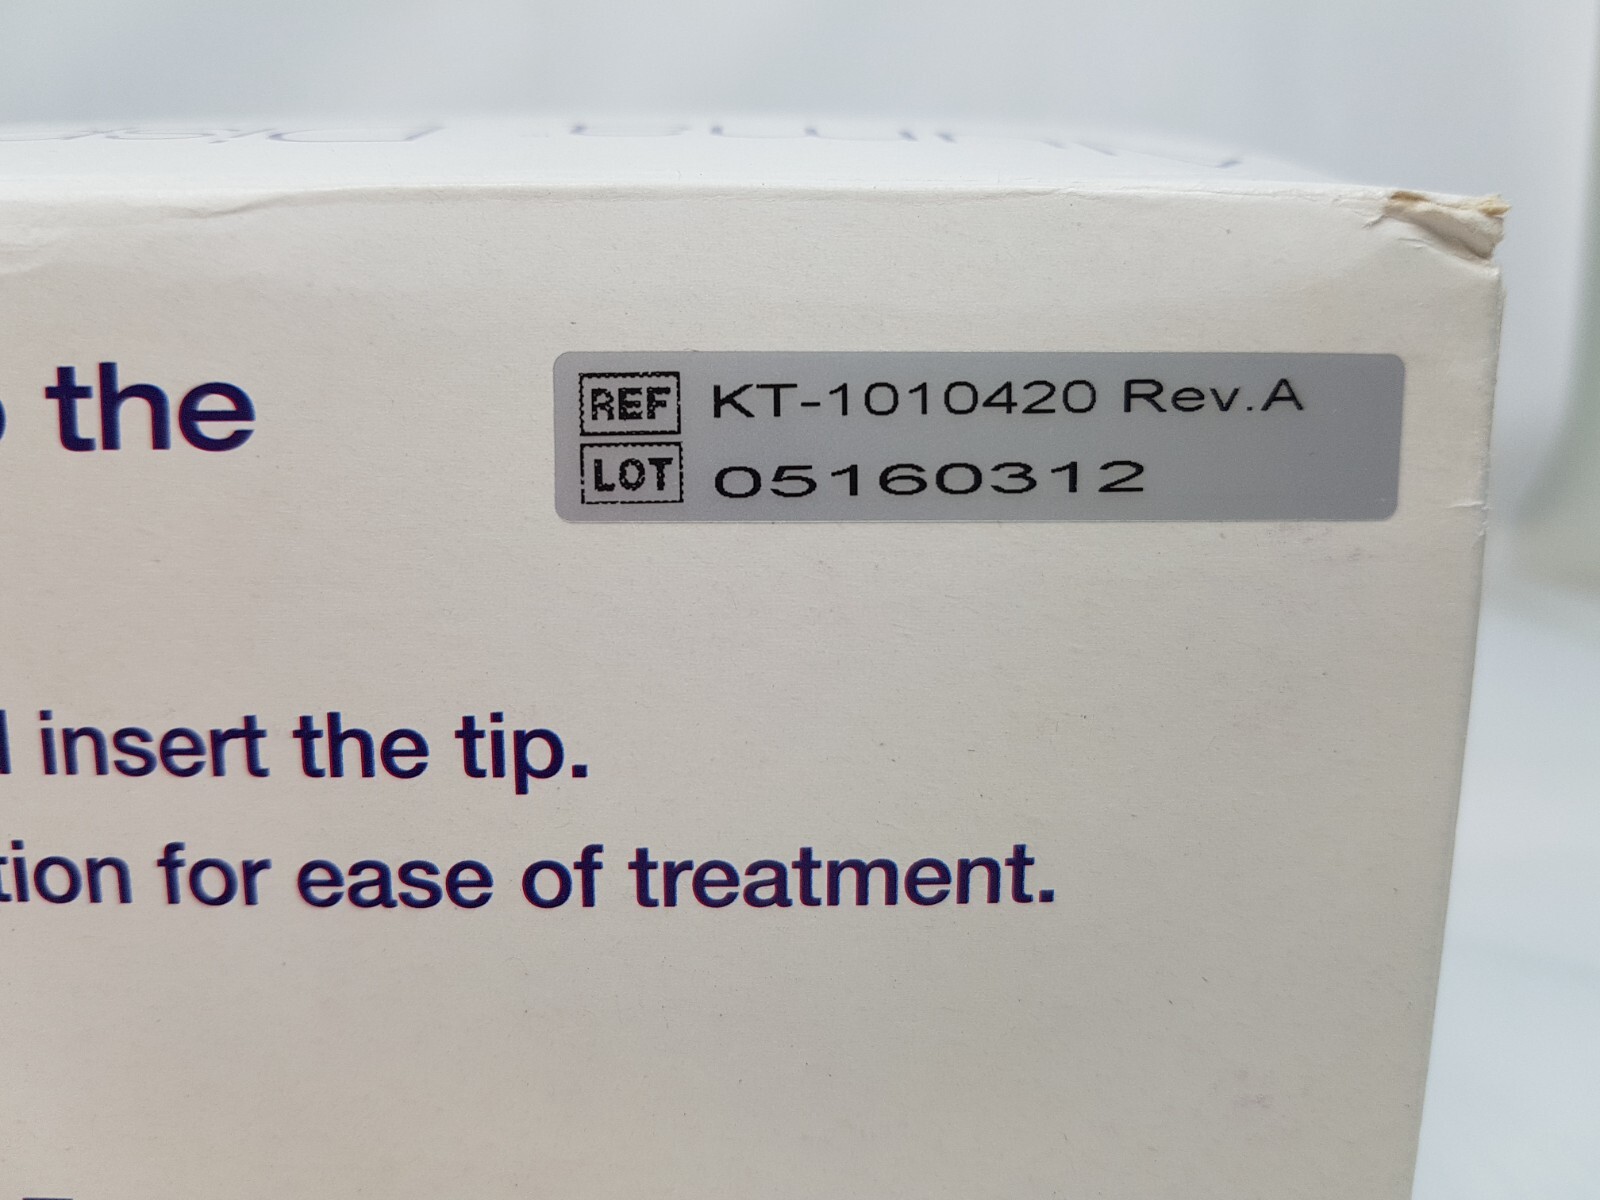 the
REF KT-1010420 Rev.A
LOT 05160312
insert the tip.
tion for ease of treatment.